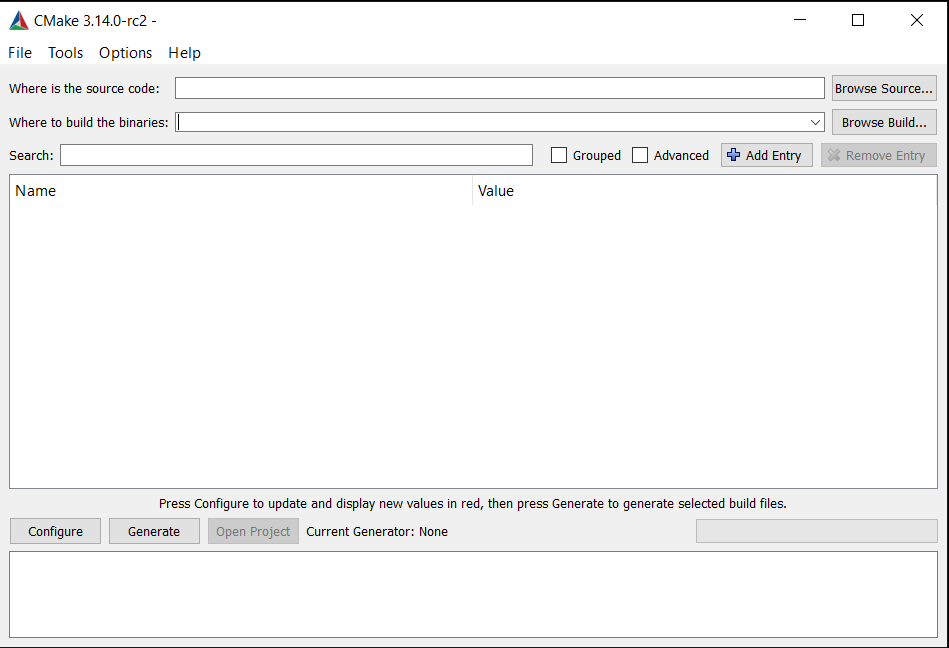 CMake 3.14.0-rc2 -
File Tools Options Help
Where is the source code: Browse Source...
Where to build the binaries: Browse Build...
Search: Grouped Advanced Add Entry Remove Entry
Name Value
Press Configure to update and display new values in red, then press Generate to generate selected build files.
Configure Generate Open Project Current Generator: None